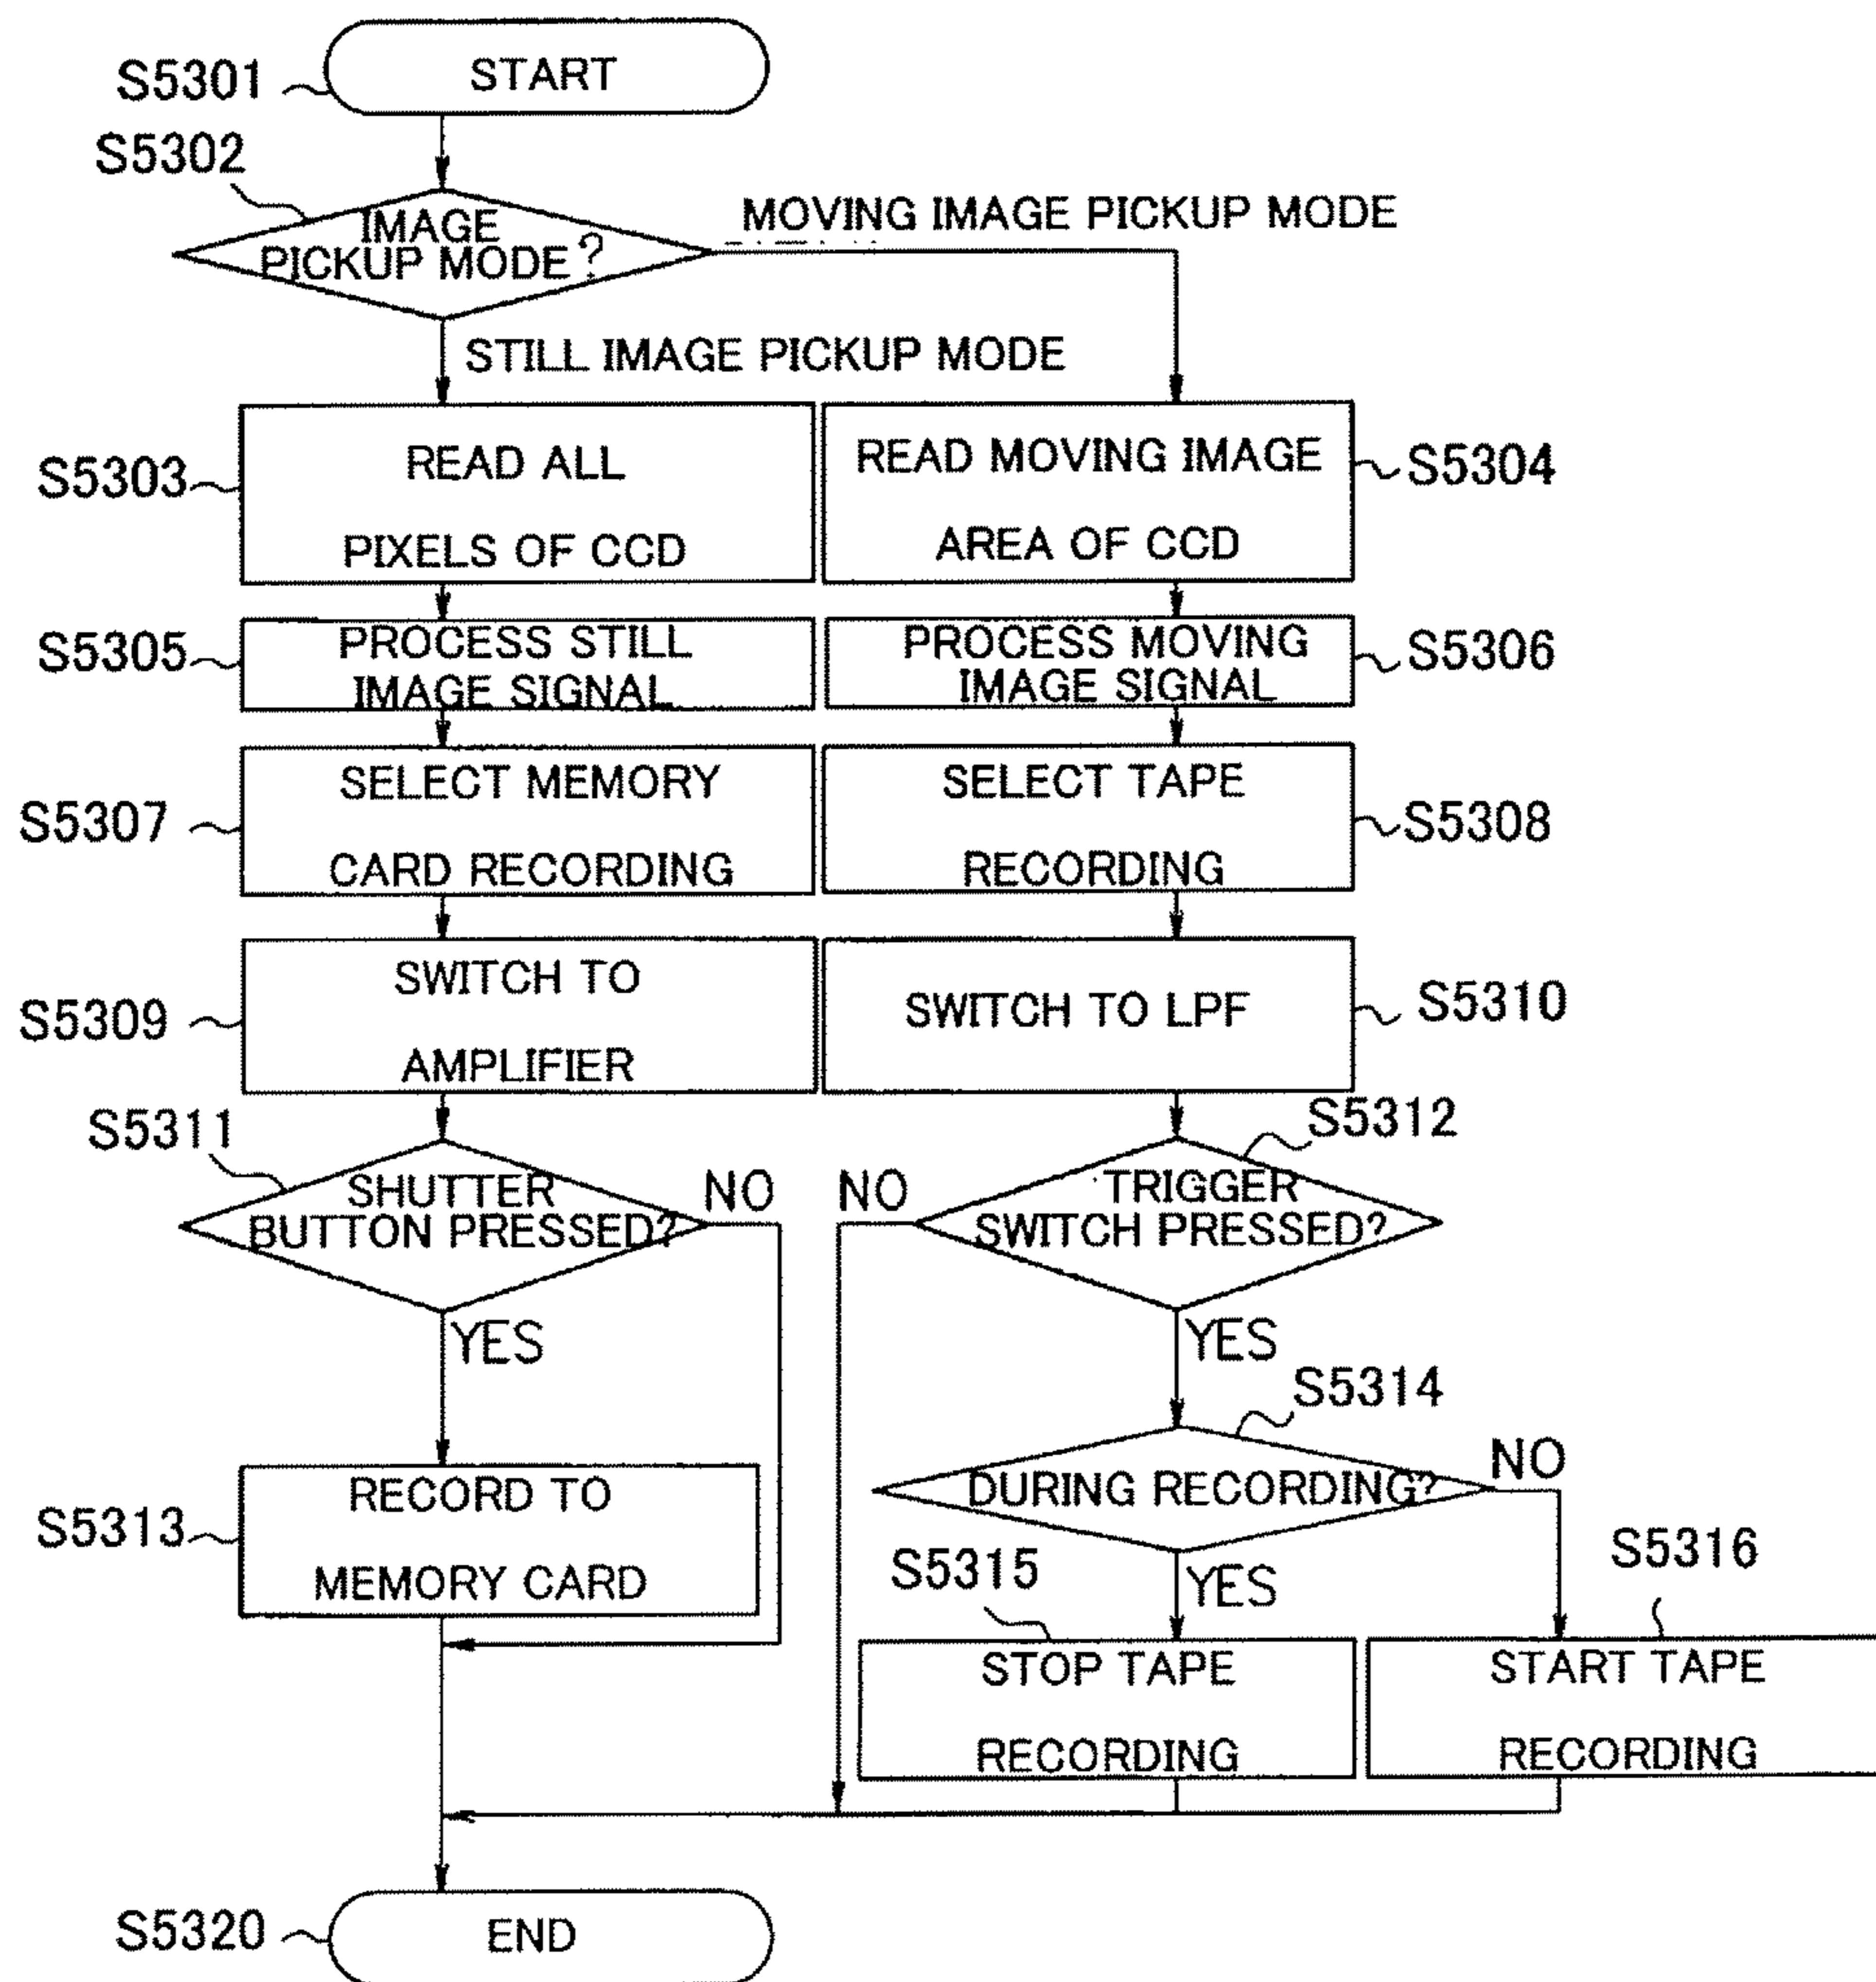 S5301
START
S5302
IMAGE
PICKUP MODE?
MOVING IMAGE PICKUP MODE
STILL IMAGE PICKUP MODE
S5303
READ ALL
PIXELS OF CCD
READ MOVING IMAGE
AREA OF CCD
S5304
S5305
PROCESS STILL
IMAGE SIGNAL
PROCESS MOVING
IMAGE SIGNAL
S5306
S5307
SELECT MEMORY
CARD RECORDING
SELECT TAPE
RECORDING
S5308
S5309
SWITCH TO
AMPLIFIER
SWITCH TO LPF
S5310
S5311
SHUTTER
BUTTON PRESSED?
NO
NO
S5312
TRIGGER
SWITCH PRESSED?
YES
YES
S5314
DURING RECORDING?
NO
S5313
RECORD TO
MEMORY CARD
S5315
YES
S5316
STOP TAPE
RECORDING
START TAPE
RECORDING
S5320
END